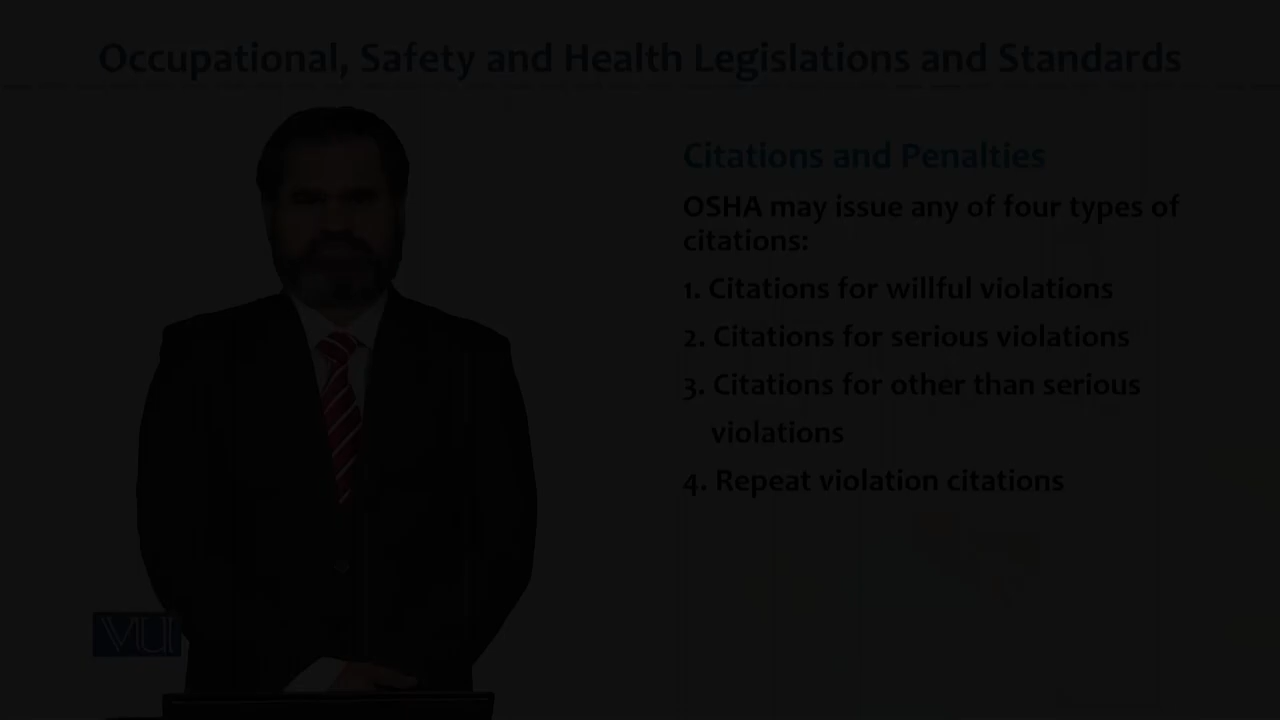 Occupational, Safety and Health Legislations and Standards
Citations and Penalties
OSHA may issue any of four types of
citations:
1. Citations for willful violations
2. Citations for serious violations
3. Citations for other than serious
violations
4. Repeat violation citations
VU